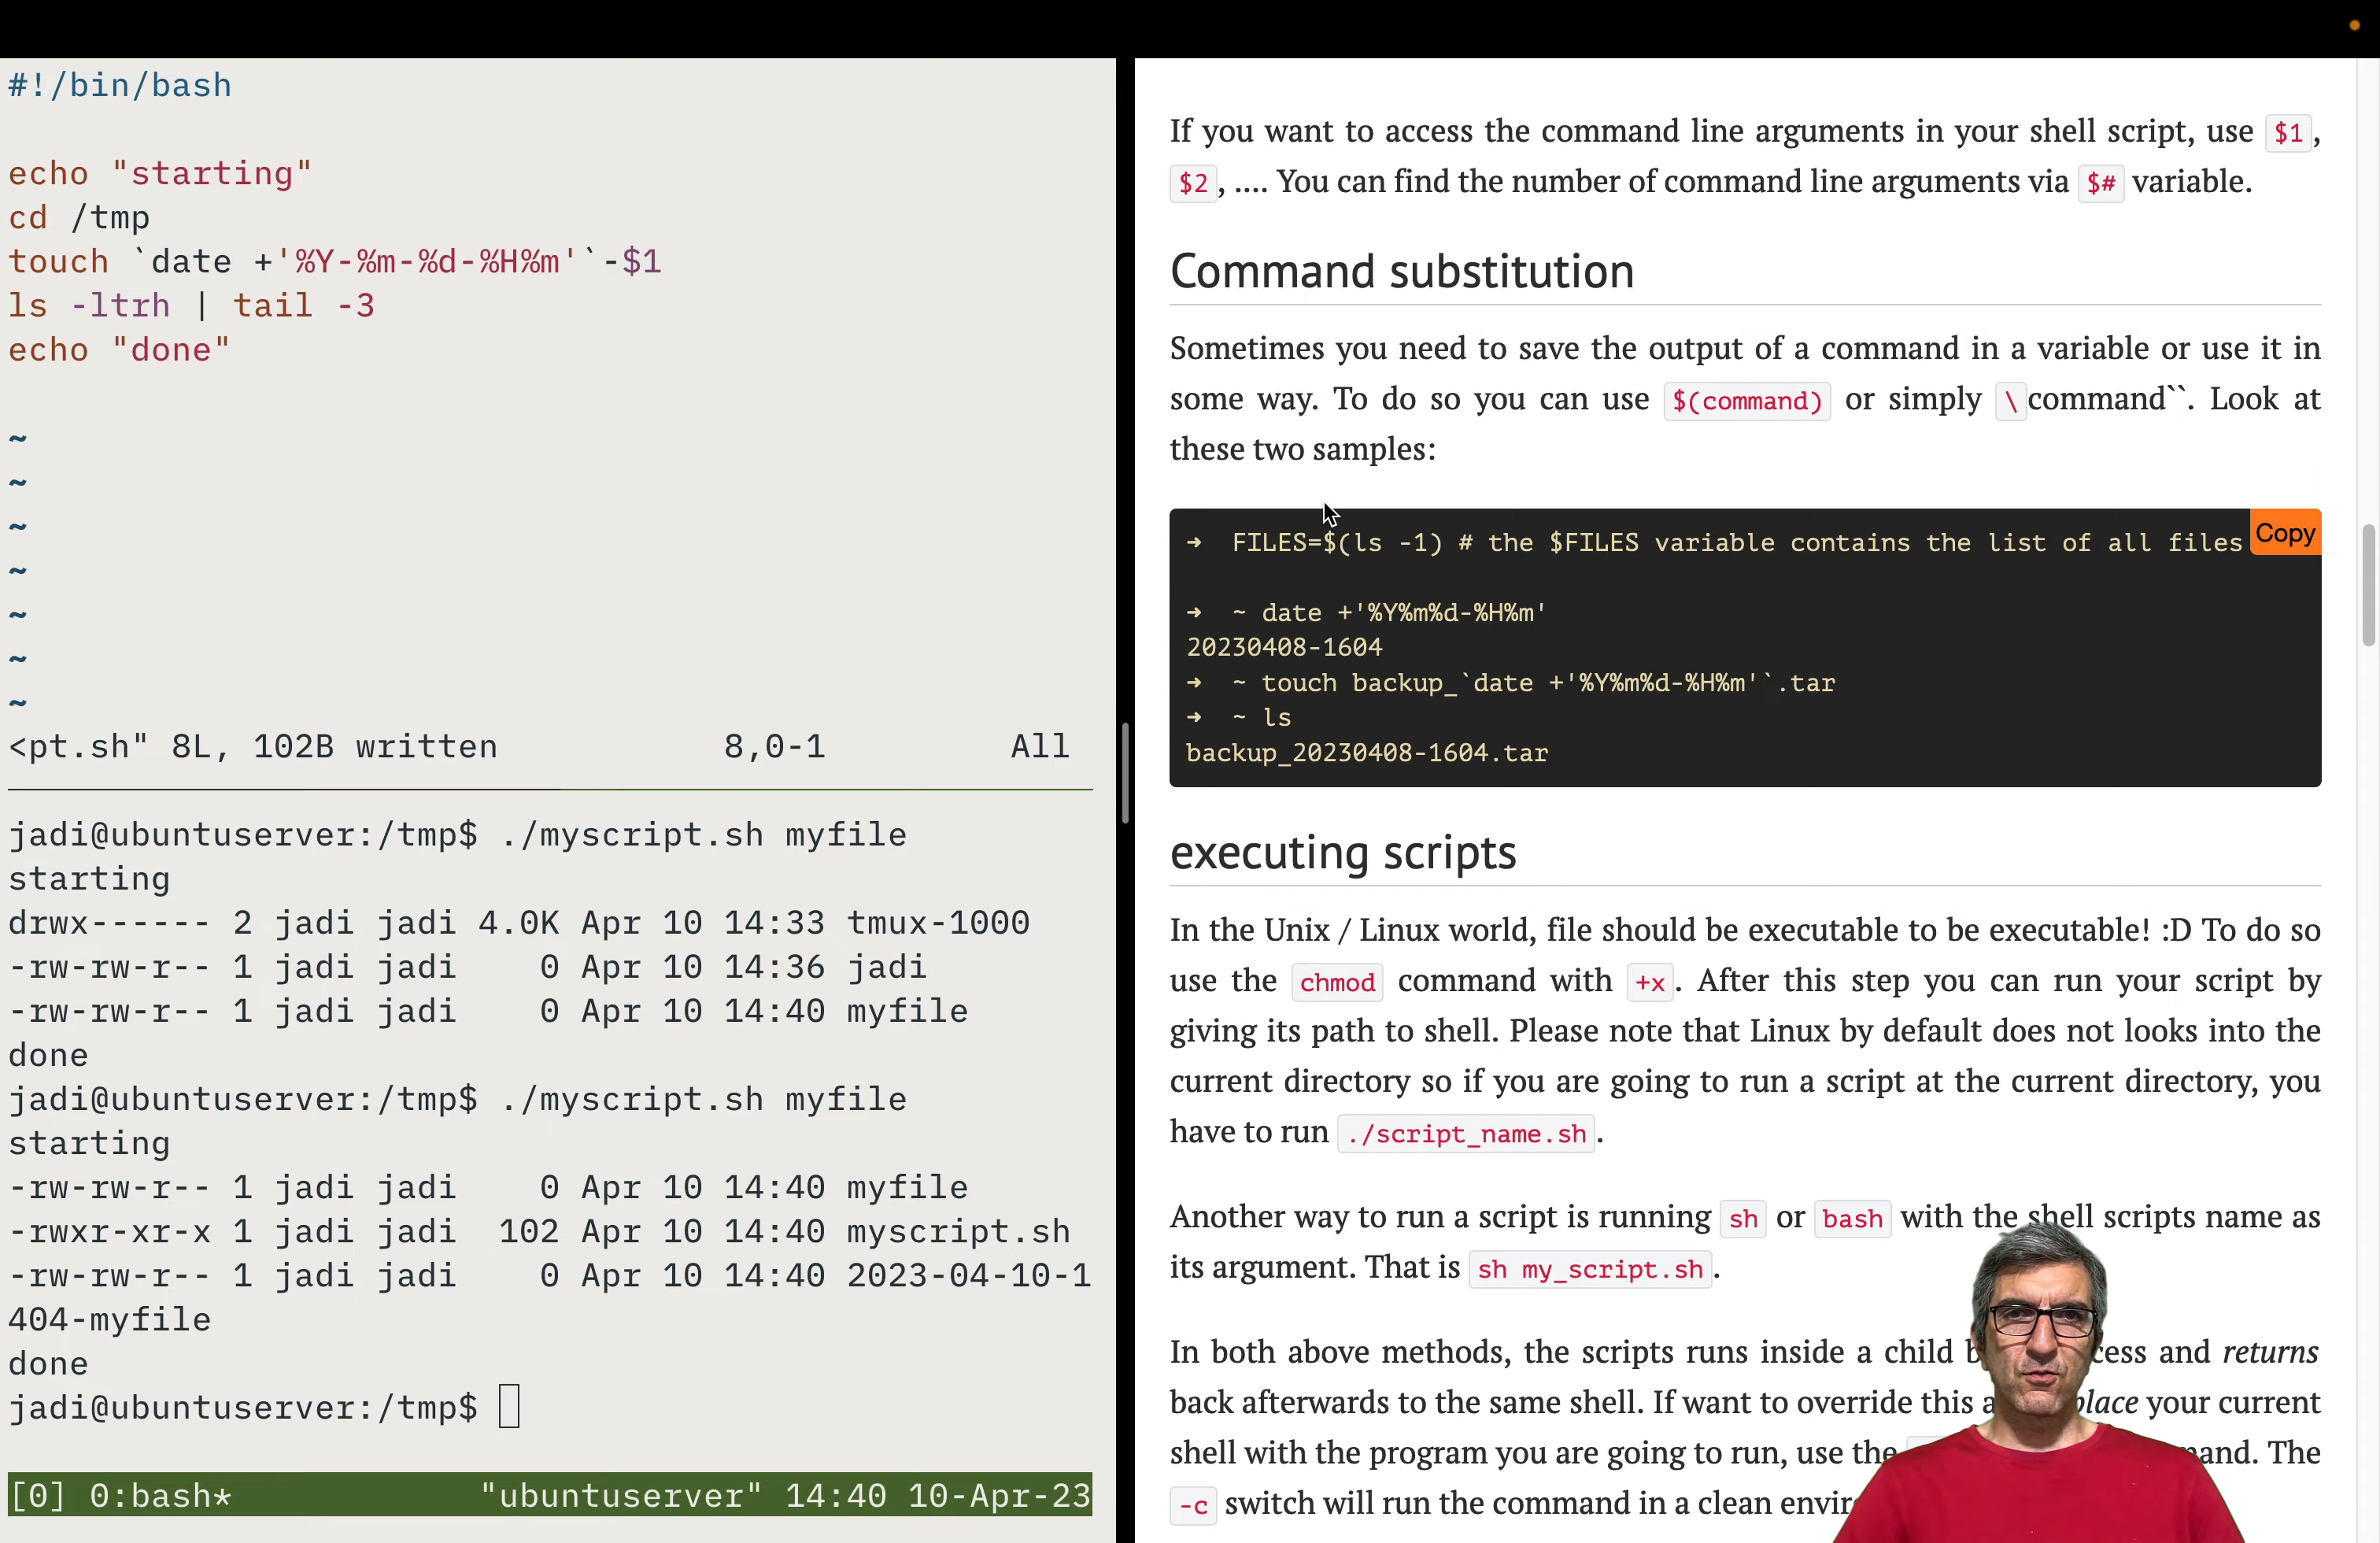 #!/bin/bash
echo "starting"
cd /tmp
touch `date +'%Y-%m-%d-%H%m'`-$1
ls -ltrh | tail -3
echo "done"
~
~
~
~
~
~
~
<pt.sh" 8L, 102B written 8,0-1 All
jadi@ubuntuserver:/tmp$ ./myscript.sh myfile
starting
drwx------ 2 jadi jadi 4.0K Apr 10 14:33 tmux-1000
-rw-rw-r-- 1 jadi jadi 0 Apr 10 14:36 jadi
-rw-rw-r-- 1 jadi jadi 0 Apr 10 14:40 myfile
done
jadi@ubuntuserver:/tmp$ ./myscript.sh myfile
starting
-rw-rw-r-- 1 jadi jadi 0 Apr 10 14:40 myfile
-rwxr-xr-x 1 jadi jadi 102 Apr 10 14:40 myscript.sh
-rw-rw-r-- 1 jadi jadi 0 Apr 10 14:40 2023-04-10-1
404-myfile
done
jadi@ubuntuserver:/tmp$
[0] 0:bash* "ubuntuserver" 14:40 10-Apr-23
If you want to access the command line arguments in your shell script, use $1,
$2, .... You can find the number of command line arguments via $# variable.
Command substitution
Sometimes you need to save the output of a command in a variable or use it in
some way. To do so you can use $(command) or simply \command``. Look at
these two samples:
➜ FILES=$(ls -1) # the $FILES variable contains the list of all files
Copy
➜ ~ date +'%Y%m%d-%H%m'
20230408-1604
➜ ~ touch backup_`date +'%Y%m%d-%H%m'`.tar
➜ ~ ls
backup_20230408-1604.tar
executing scripts
In the Unix / Linux world, file should be executable to be executable! :D To do so
use the chmod command with +x. After this step you can run your script by
giving its path to shell. Please note that Linux by default does not looks into the
current directory so if you are going to run a script at the current directory, you
have to run ./script_name.sh.
Another way to run a script is running sh or bash with the shell scripts name as
its argument. That is sh my_script.sh.
In both above methods, the scripts runs inside a child and returns
back afterwards to the same shell. If want to override this your current
shell with the program you are going to run, use the The
-c switch will run the command in a clean